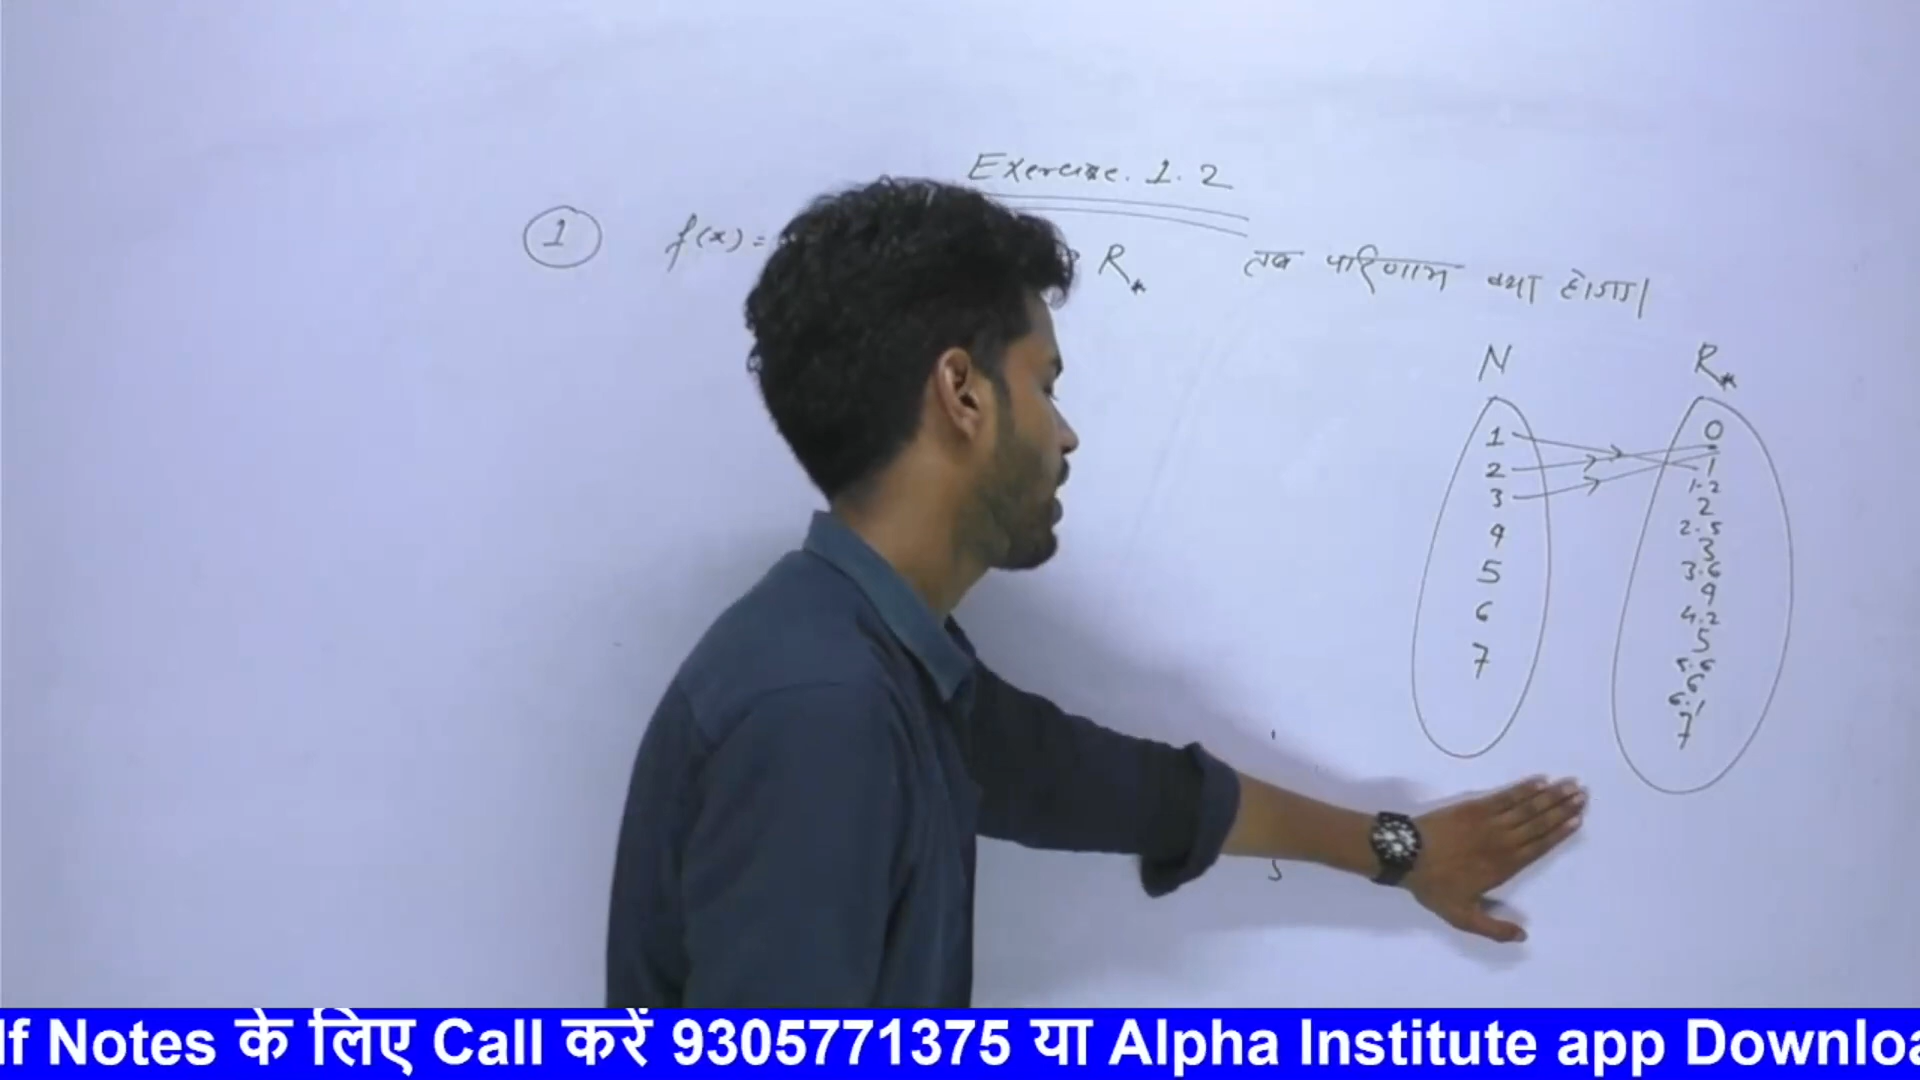 Exercise. 1.2
1 f(x) =
R* तब परिणाम क्या होगा|
N R*
1 0
2 1
3 1.2
4 2
5 2.5
6 3
7 3.6
4
4.2
5
5.6
6
6.1
7
If Notes के लिए Call करें 9305771375 या Alpha Institute app Downloa